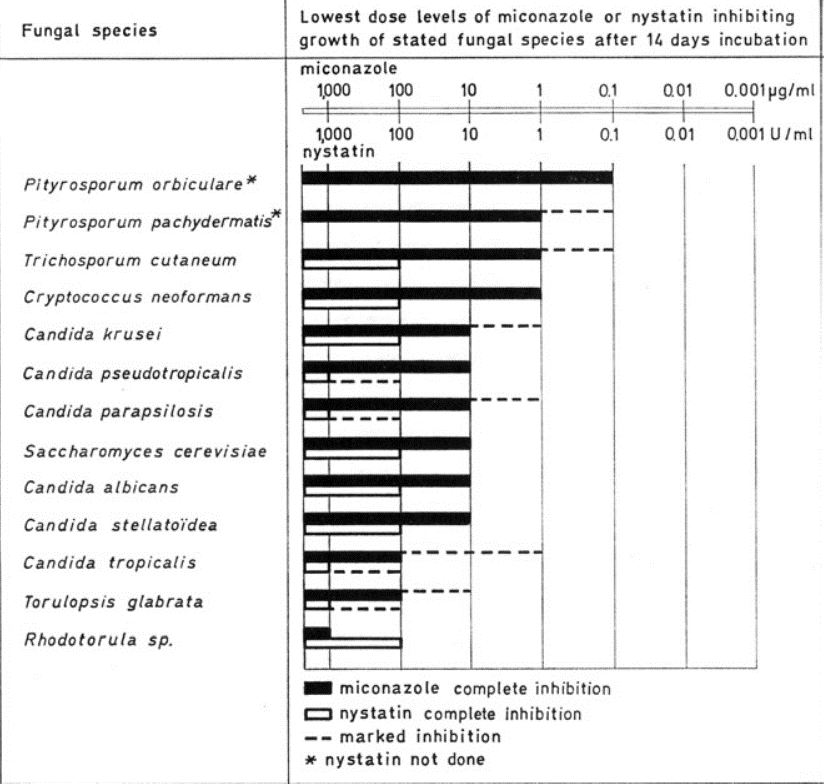 Fungal species
Lowest dose levels of miconazole or nystatin inhibiting
growth of stated fungal species after 14 days incubation
miconazole
1,000 100 10 1 0.1 0.01 0.001 µg/ml
1,000 100 10 1 0.1 0.01 0.001 U/ml
nystatin
Pityrosporum orbiculare*
Pityrosporum pachydermatis*
Trichosporum cutaneum
Cryptococcus neoformans
Candida krusei
Candida pseudotropicalis
Candida parapsilosis
Saccharomyces cerevisiae
Candida albicans
Candida stellatoïdea
Candida tropicalis
Torulopsis glabrata
Rhodotorula sp.
miconazole complete inhibition
nystatin complete inhibition
marked inhibition
* nystatin not done